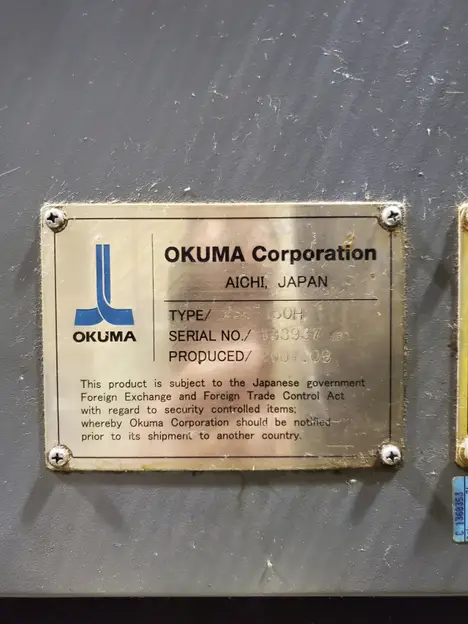 OKUMA Corporation
AICHI, JAPAN
OKUMA
TYPE/
SERIAL NO./
PRODUCED/
This product is subject to the Japanese government
Foreign Exchange and Foreign Trade Control Act
with regard to security controlled items;
whereby Okuma Corporation should be notified
prior to its shipment to another country.
C 1368353